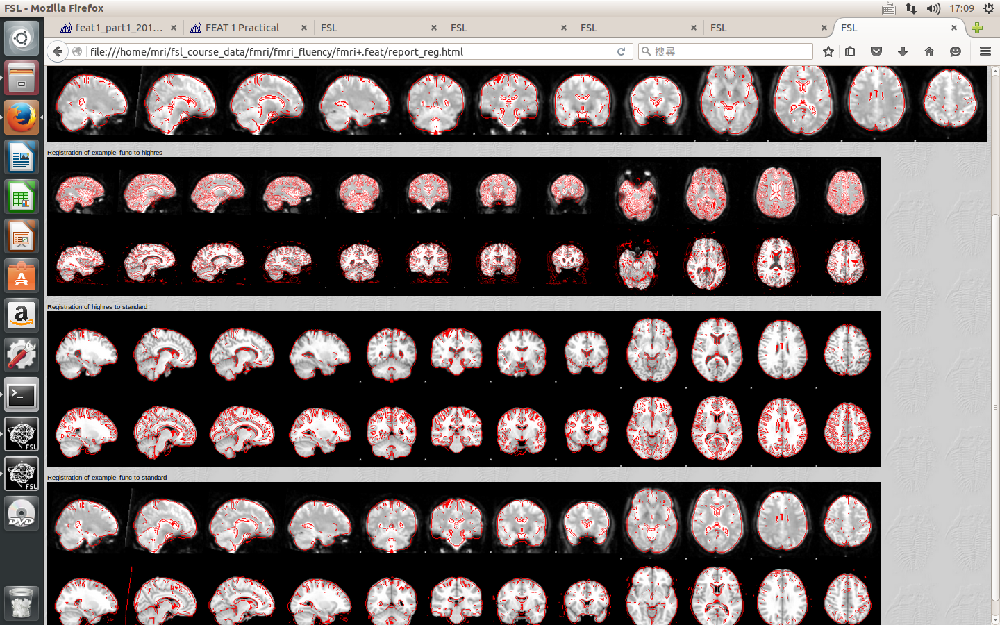 FSL - Mozilla Firefox
17:09
feat1_part1_201…
FEAT 1 Practical
FSL
FSL
FSL
FSL
FSL
file:///home/mri/fsl_course_data/fmri/fmri_fluency/fmri+.feat/report_reg.html
搜尋
Registration of example_func to highres
Registration of highres to standard
Registration of example_func to standard
FSL
FSL
DVD